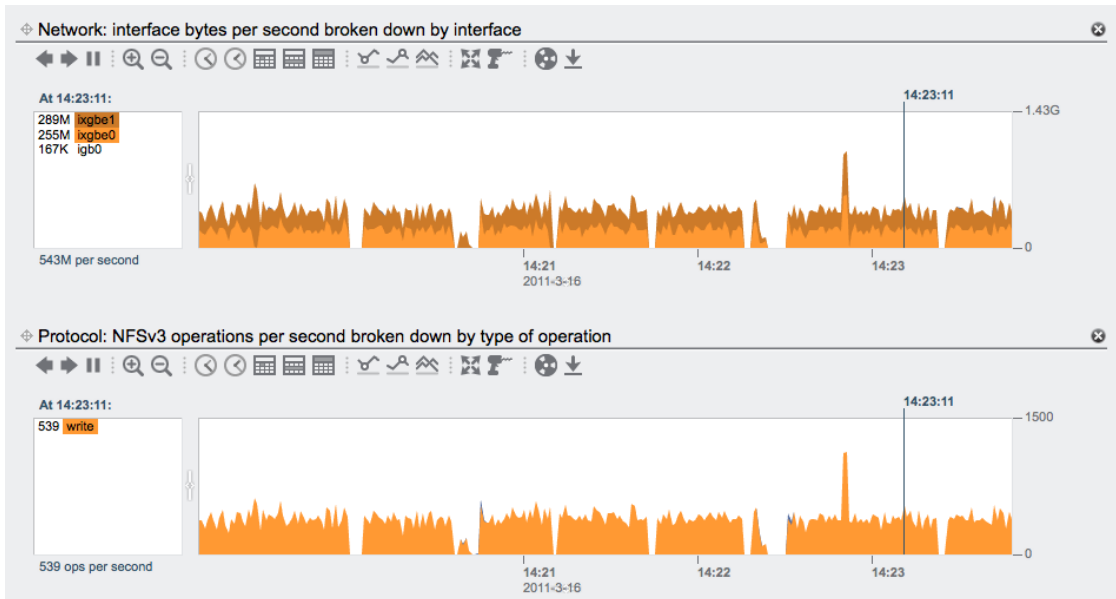 Network: interface bytes per second broken down by interface
At 14:23:11:
14:23:11
1.43G
289M ixgbe1
255M ixgbe0
167K igb0
0
543M per second
14:21
14:22
14:23
2011-3-16
Protocol: NFSv3 operations per second broken down by type of operation
At 14:23:11:
14:23:11
1500
539 write
0
539 ops per second
14:21
14:22
14:23
2011-3-16